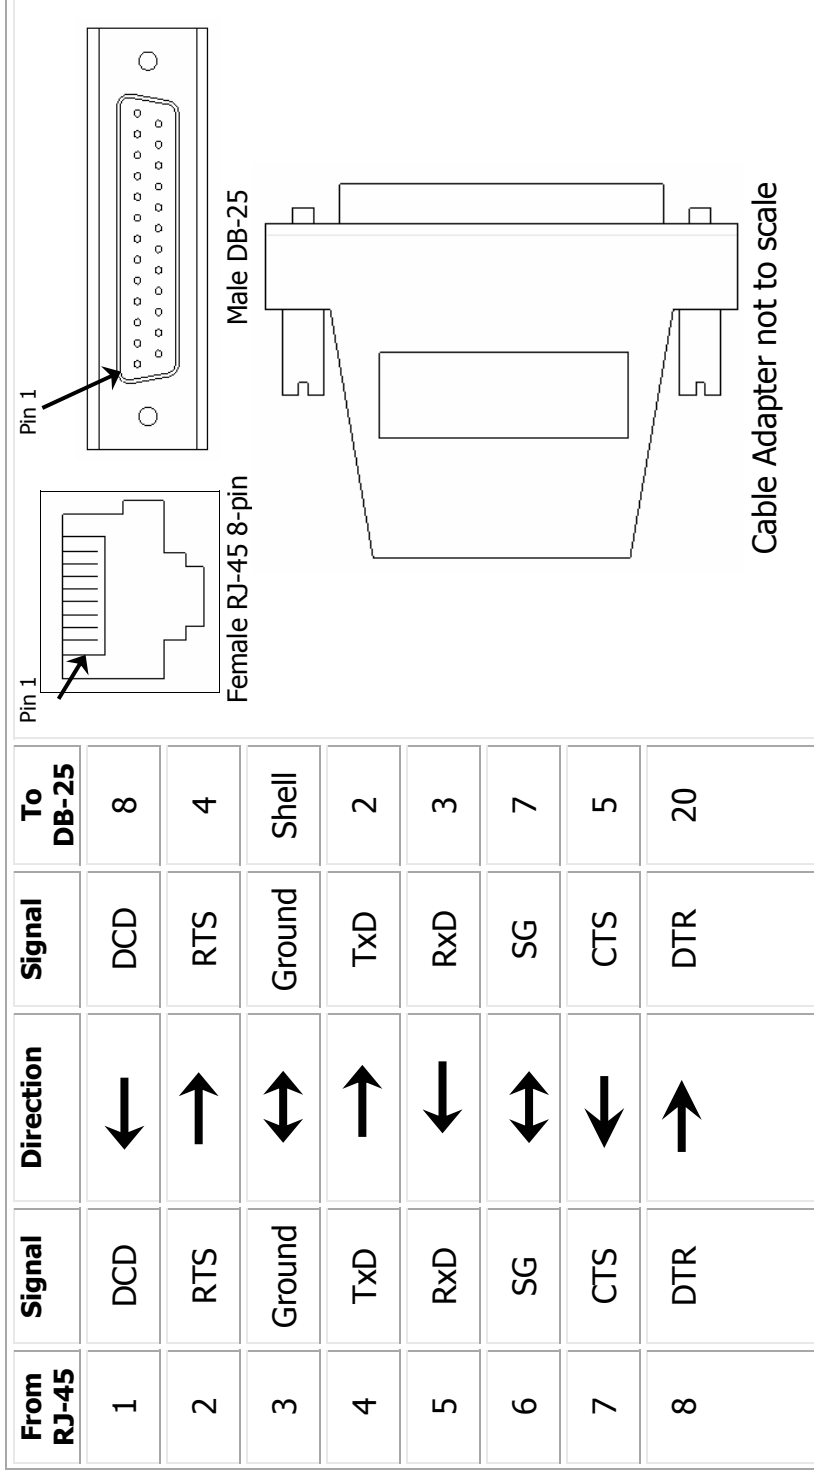 From RJ-45 Signal Direction Signal To DB-25
1 DCD DCD 8
2 RTS RTS 4
3 Ground Ground Shell
4 TxD TxD 2
5 RxD RxD 3
6 SG SG 7
7 CTS CTS 5
8 DTR DTR 20
Pin 1
Female RJ-45 8-pin
Pin 1
Male DB-25
Cable Adapter not to scale